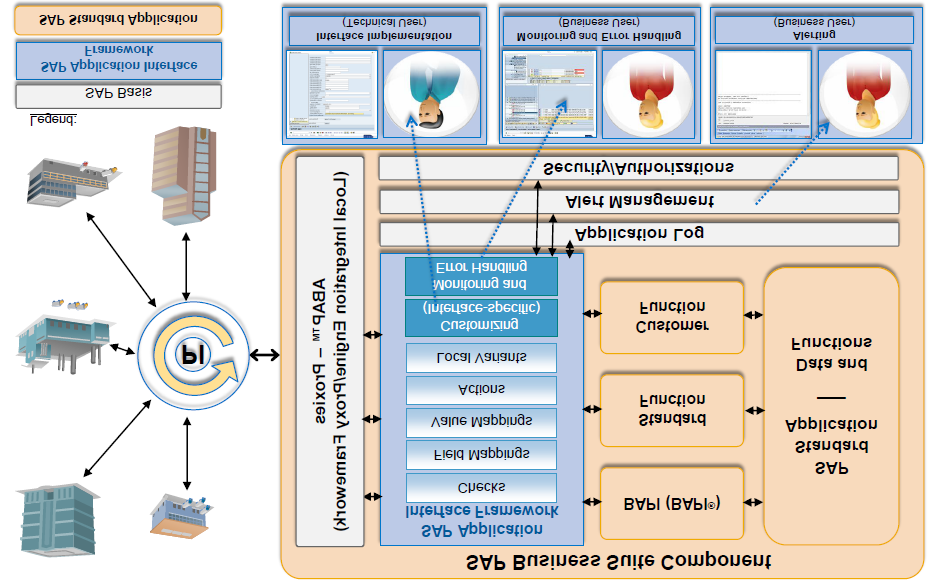 SAP Business Suite Component
SAP Application
Interface Framework
Checks
Field Mappings
Value Mappings
Actions
Local Variants
Customizing
(Interface-specific)
Monitoring and
Error Handling
ABAP™ – Proxies
(Local Integration Engine/Proxy Framework)
BAPI (BAPI®)
Standard
Function
Customer
Function
SAP
Standard
Application
—
Data and
Functions
Application Log
Alert Management
Security/Authorizations
PI
Interface Implementation
(Technical User)
Monitoring and Error Handling
(Business User)
Alerting
(Business User)
Legend:
SAP Basis
SAP Application Interface
Framework
SAP Standard Application